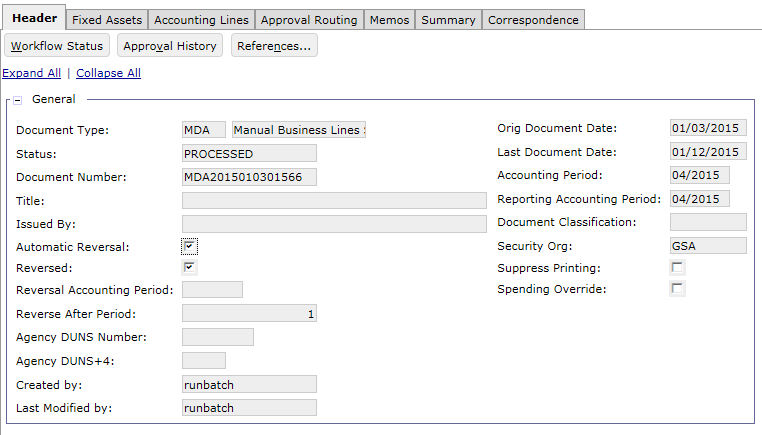 Header Fixed Assets Accounting Lines Approval Routing Memos Summary Correspondence
Workflow Status Approval History References...
Expand All | Collapse All
General
Document Type: MDA Manual Business Lines
Status: PROCESSED
Document Number: MDA2015010301566
Title:
Issued By:
Automatic Reversal:
Reversed:
Reversal Accounting Period:
Reverse After Period: 1
Agency DUNS Number:
Agency DUNS+4:
Created by: runbatch
Last Modified by: runbatch
Orig Document Date: 01/03/2015
Last Document Date: 01/12/2015
Accounting Period: 04/2015
Reporting Accounting Period: 04/2015
Document Classification:
Security Org: GSA
Suppress Printing:
Spending Override: